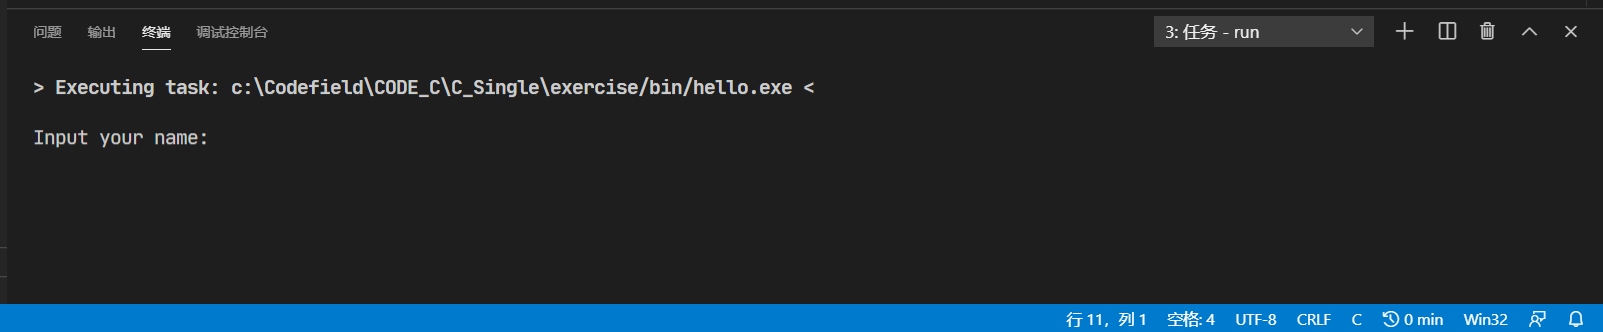 问题 输出 终端 调试控制台 3: 任务 - run
> Executing task: c:\Codefield\CODE_C\C_Single\exercise/bin/hello.exe <
Input your name:
行 11，列 1 空格: 4 UTF-8 CRLF C 0 min Win32